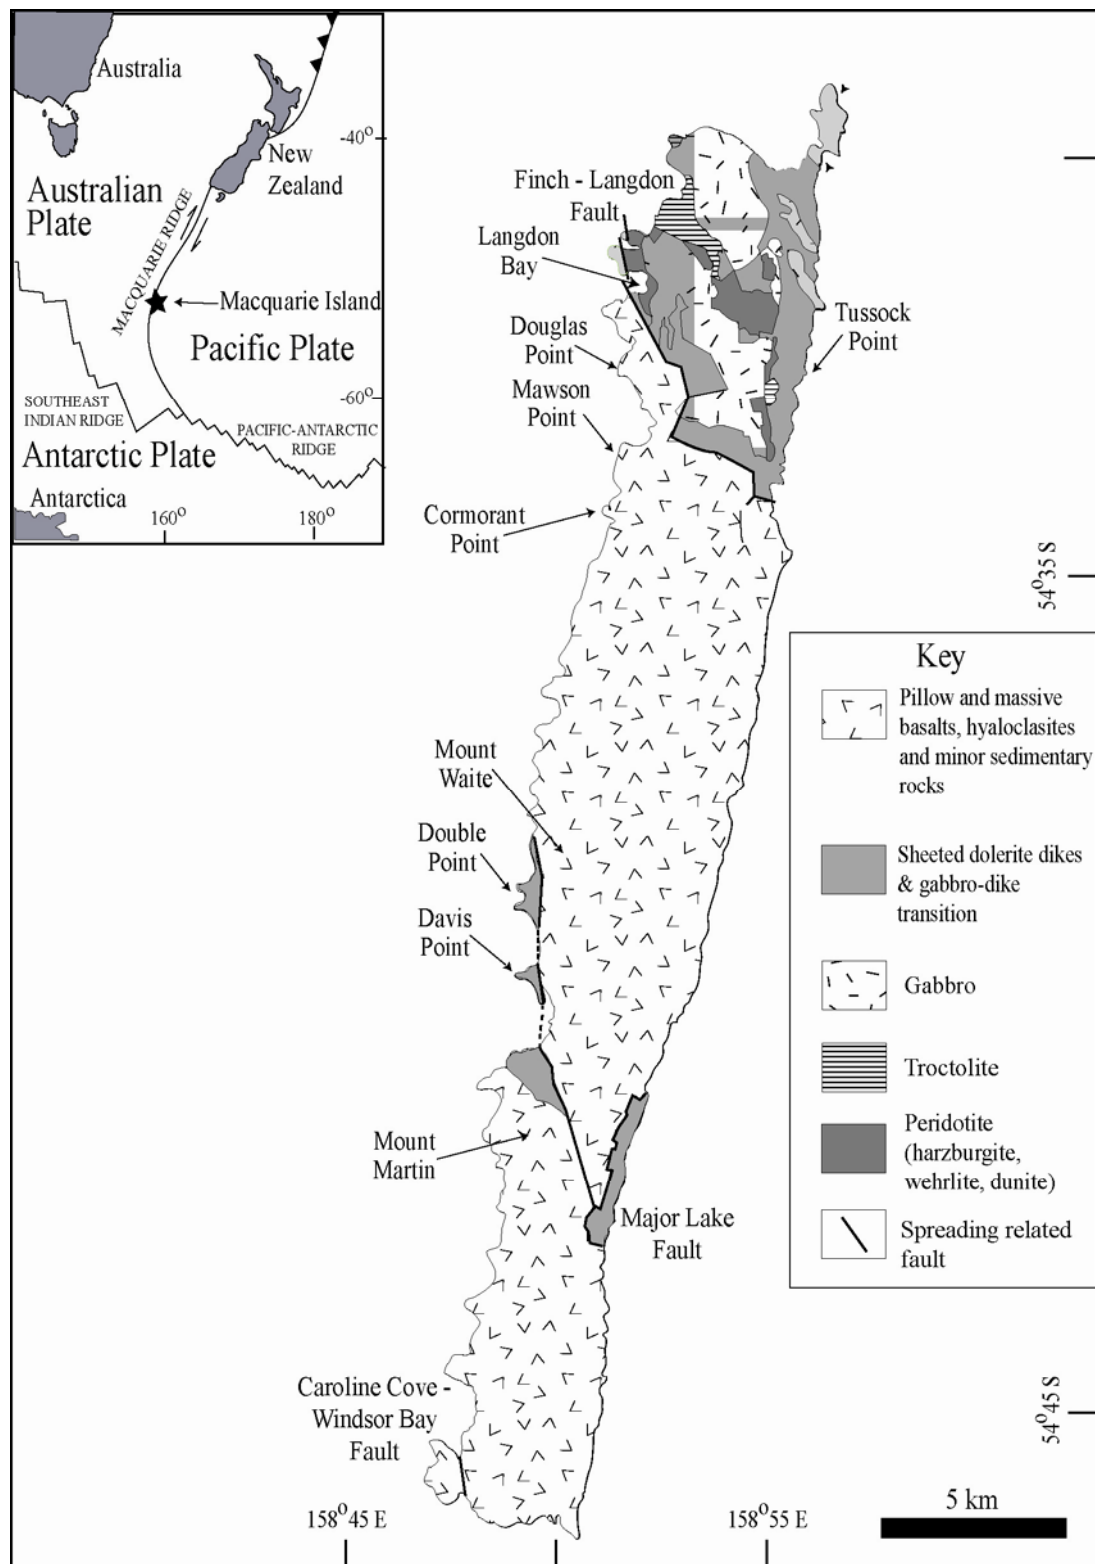 Australia
-40°
New
Zealand
Australian
Plate
MACQUARIE RIDGE
Macquarie Island
Pacific Plate
-60°
SOUTHEAST
INDIAN RIDGE
PACIFIC-ANTARCTIC
RIDGE
Antarctic Plate
Antarctica
160°
180°
Finch - Langdon
Fault
Langdon
Bay
Douglas
Point
Mawson
Point
Tussock
Point
Cormorant
Point
54°35 S
Mount
Waite
Double
Point
Davis
Point
Mount
Martin
Major Lake
Fault
Caroline Cove -
Windsor Bay
Fault
Key
Pillow and massive
basalts, hyaloclasites
and minor sedimentary
rocks
Sheeted dolerite dikes
& gabbro-dike
transition
Gabbro
Troctolite
Peridotite
(harzburgite,
wehrlite, dunite)
Spreading related
fault
54°45 S
158°45 E
158°55 E
5 km